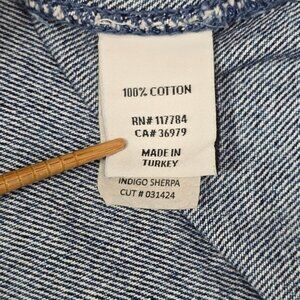 100% COTTON
RN# 117784
CA# 36979
MADE IN
TURKEY
INDIGO SHERPA
CUT # 031424